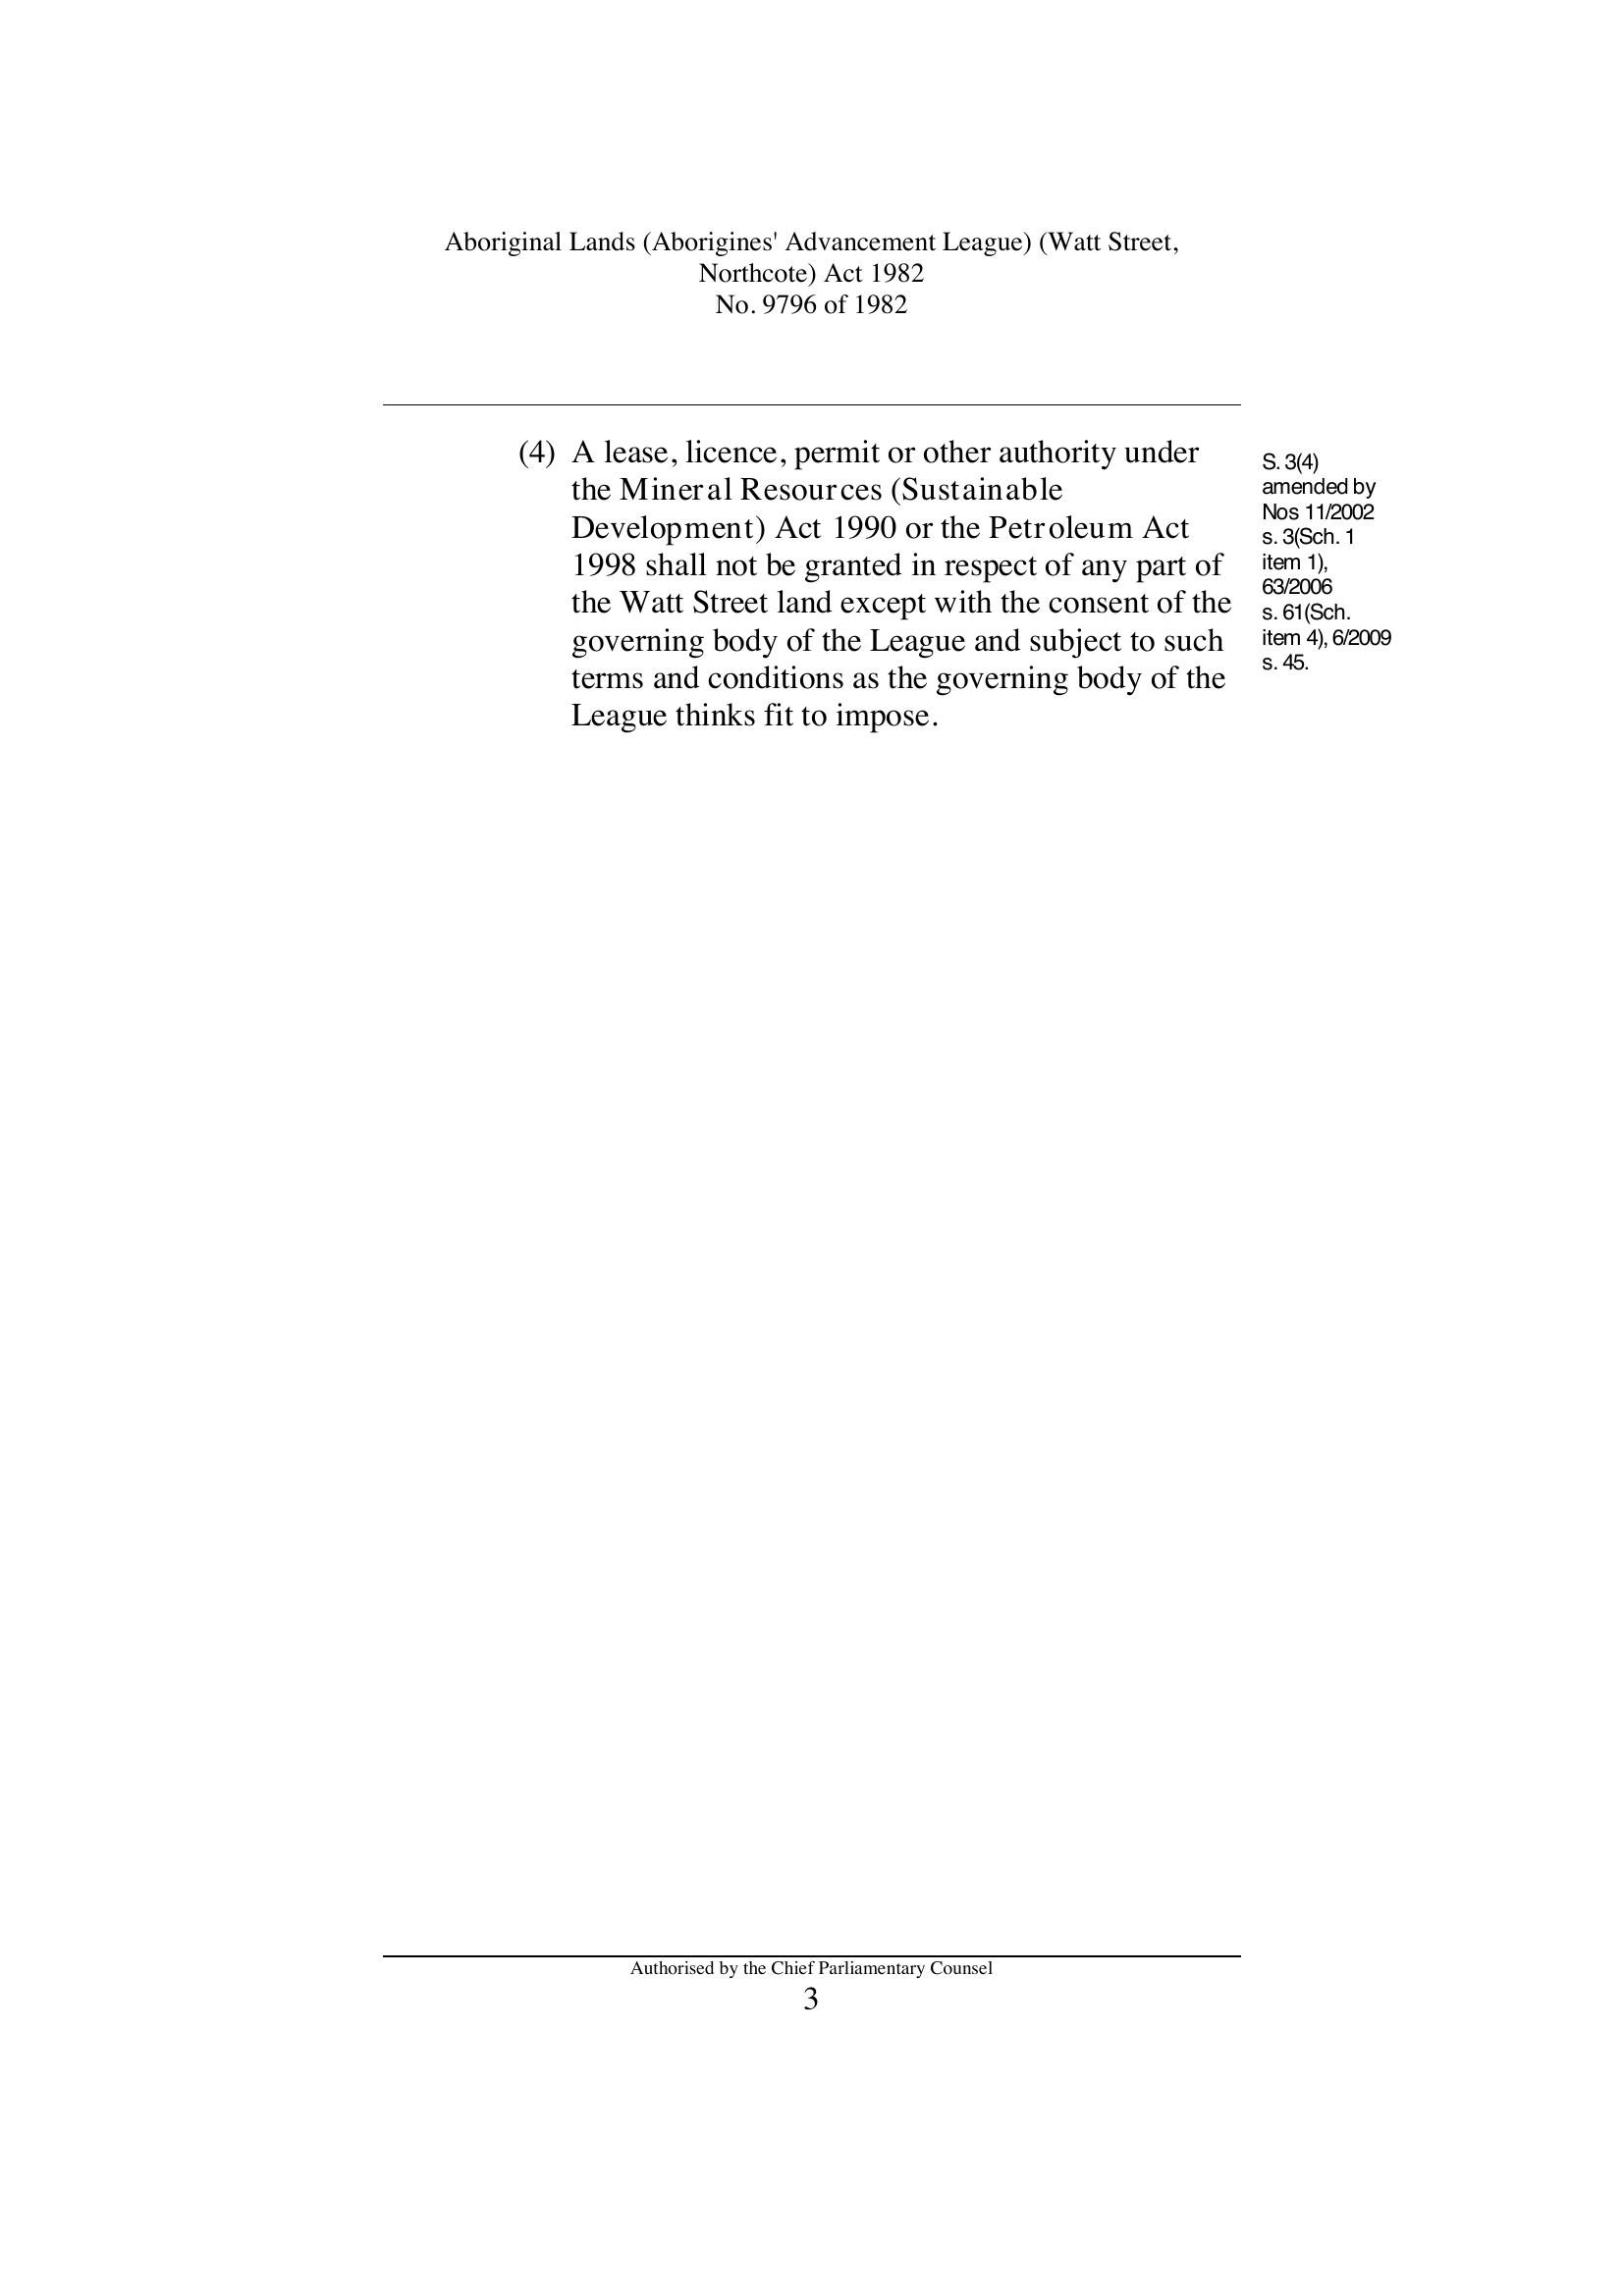 Aboriginal Lands (Aborigines' Advancement League) (Watt Street,
Northcote) Act 1982
No. 9796 of 1982
(4) A lease, licence, permit or other authority under
the Mineral Resources (Sustainable
Development) Act 1990 or the Petroleum Act
1998 shall not be granted in respect of any part of
the Watt Street land except with the consent of the
governing body of the League and subject to such
terms and conditions as the governing body of the
League thinks fit to impose.
S. 3(4)
amended by
Nos 11/2002
s. 3(Sch. 1
item 1),
63/2006
s. 61(Sch.
item 4), 6/2009
s. 45.
Authorised by the Chief Parliamentary Counsel
3